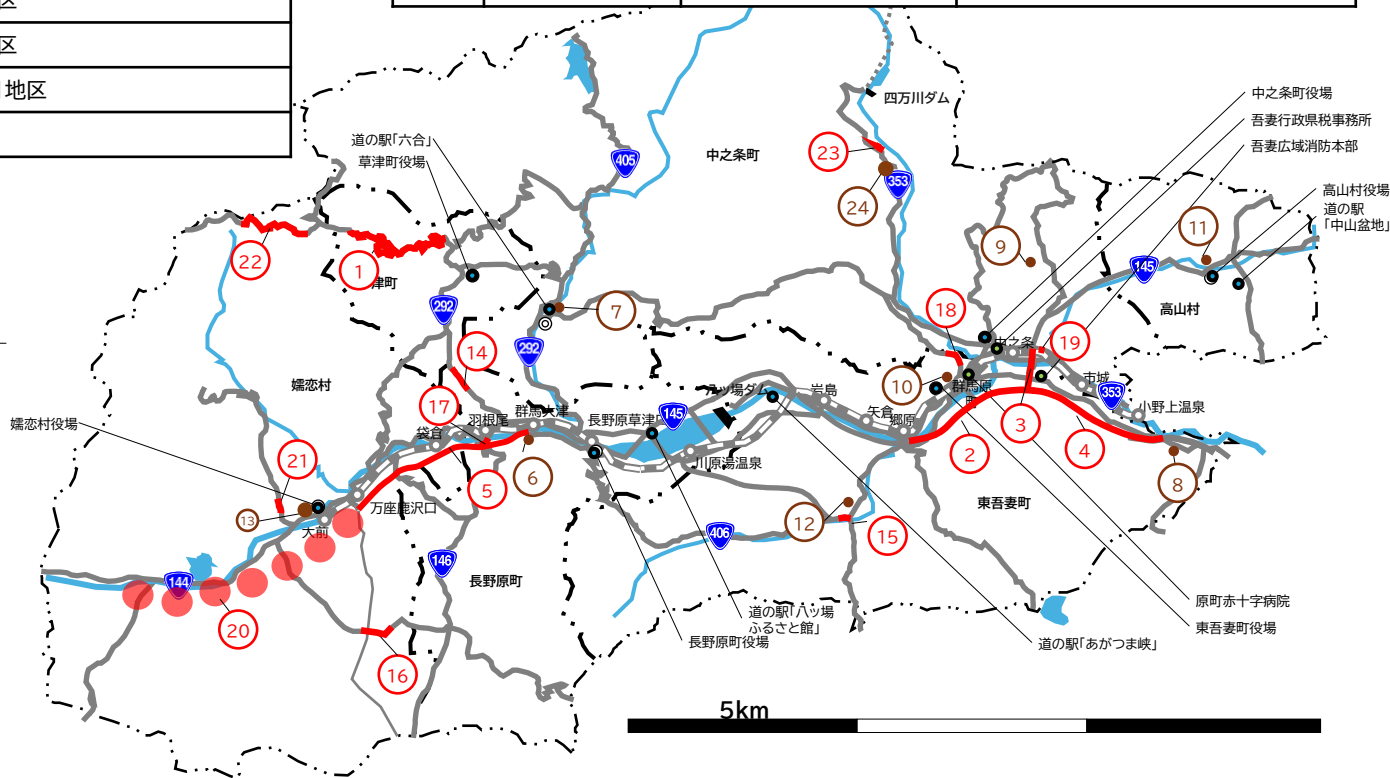 区
区
地区
四万川ダム
中之条町役場
吾妻行政県税事務所
吾妻広域消防本部
道の駅「六合」
草津町役場
405
中之条町
23
353
24
高山村役場
道の駅
「中山盆地」
11
9
145
22
1
津町
292
高山村
7
18
14
292
中之条
19
嬬恋村
10
群馬原
町
市城
353
小野上温泉
八ッ場ダム
岩島
17
羽根尾
群馬大津
長野原草津口
145
矢倉
郷原
3
嬬恋村役場
袋倉
2
4
21
5
6
川原湯温泉
8
万座鹿沢口
13
大前
12
東吾妻町
15
406
146
144
長野原町
20
原町赤十字病院
道の駅「八ッ場
ふるさと館」
東吾妻町役場
長野原町役場
道の駅「あがつま峡」
16
5km